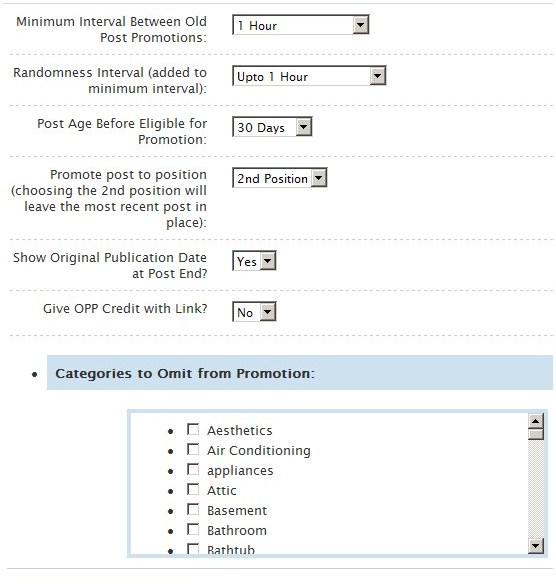 Minimum Interval Between Old
Post Promotions:
1 Hour
Randomness Interval (added to
minimum interval):
Upto 1 Hour
Post Age Before Eligible for
Promotion:
30 Days
Promote post to position
(choosing the 2nd position will
leave the most recent post in
place):
2nd Position
Show Original Publication Date
at Post End?
Yes
Give OPP Credit with Link?
No
Categories to Omit from Promotion:
Aesthetics
Air Conditioning
appliances
Attic
Basement
Bathroom
Bathtub